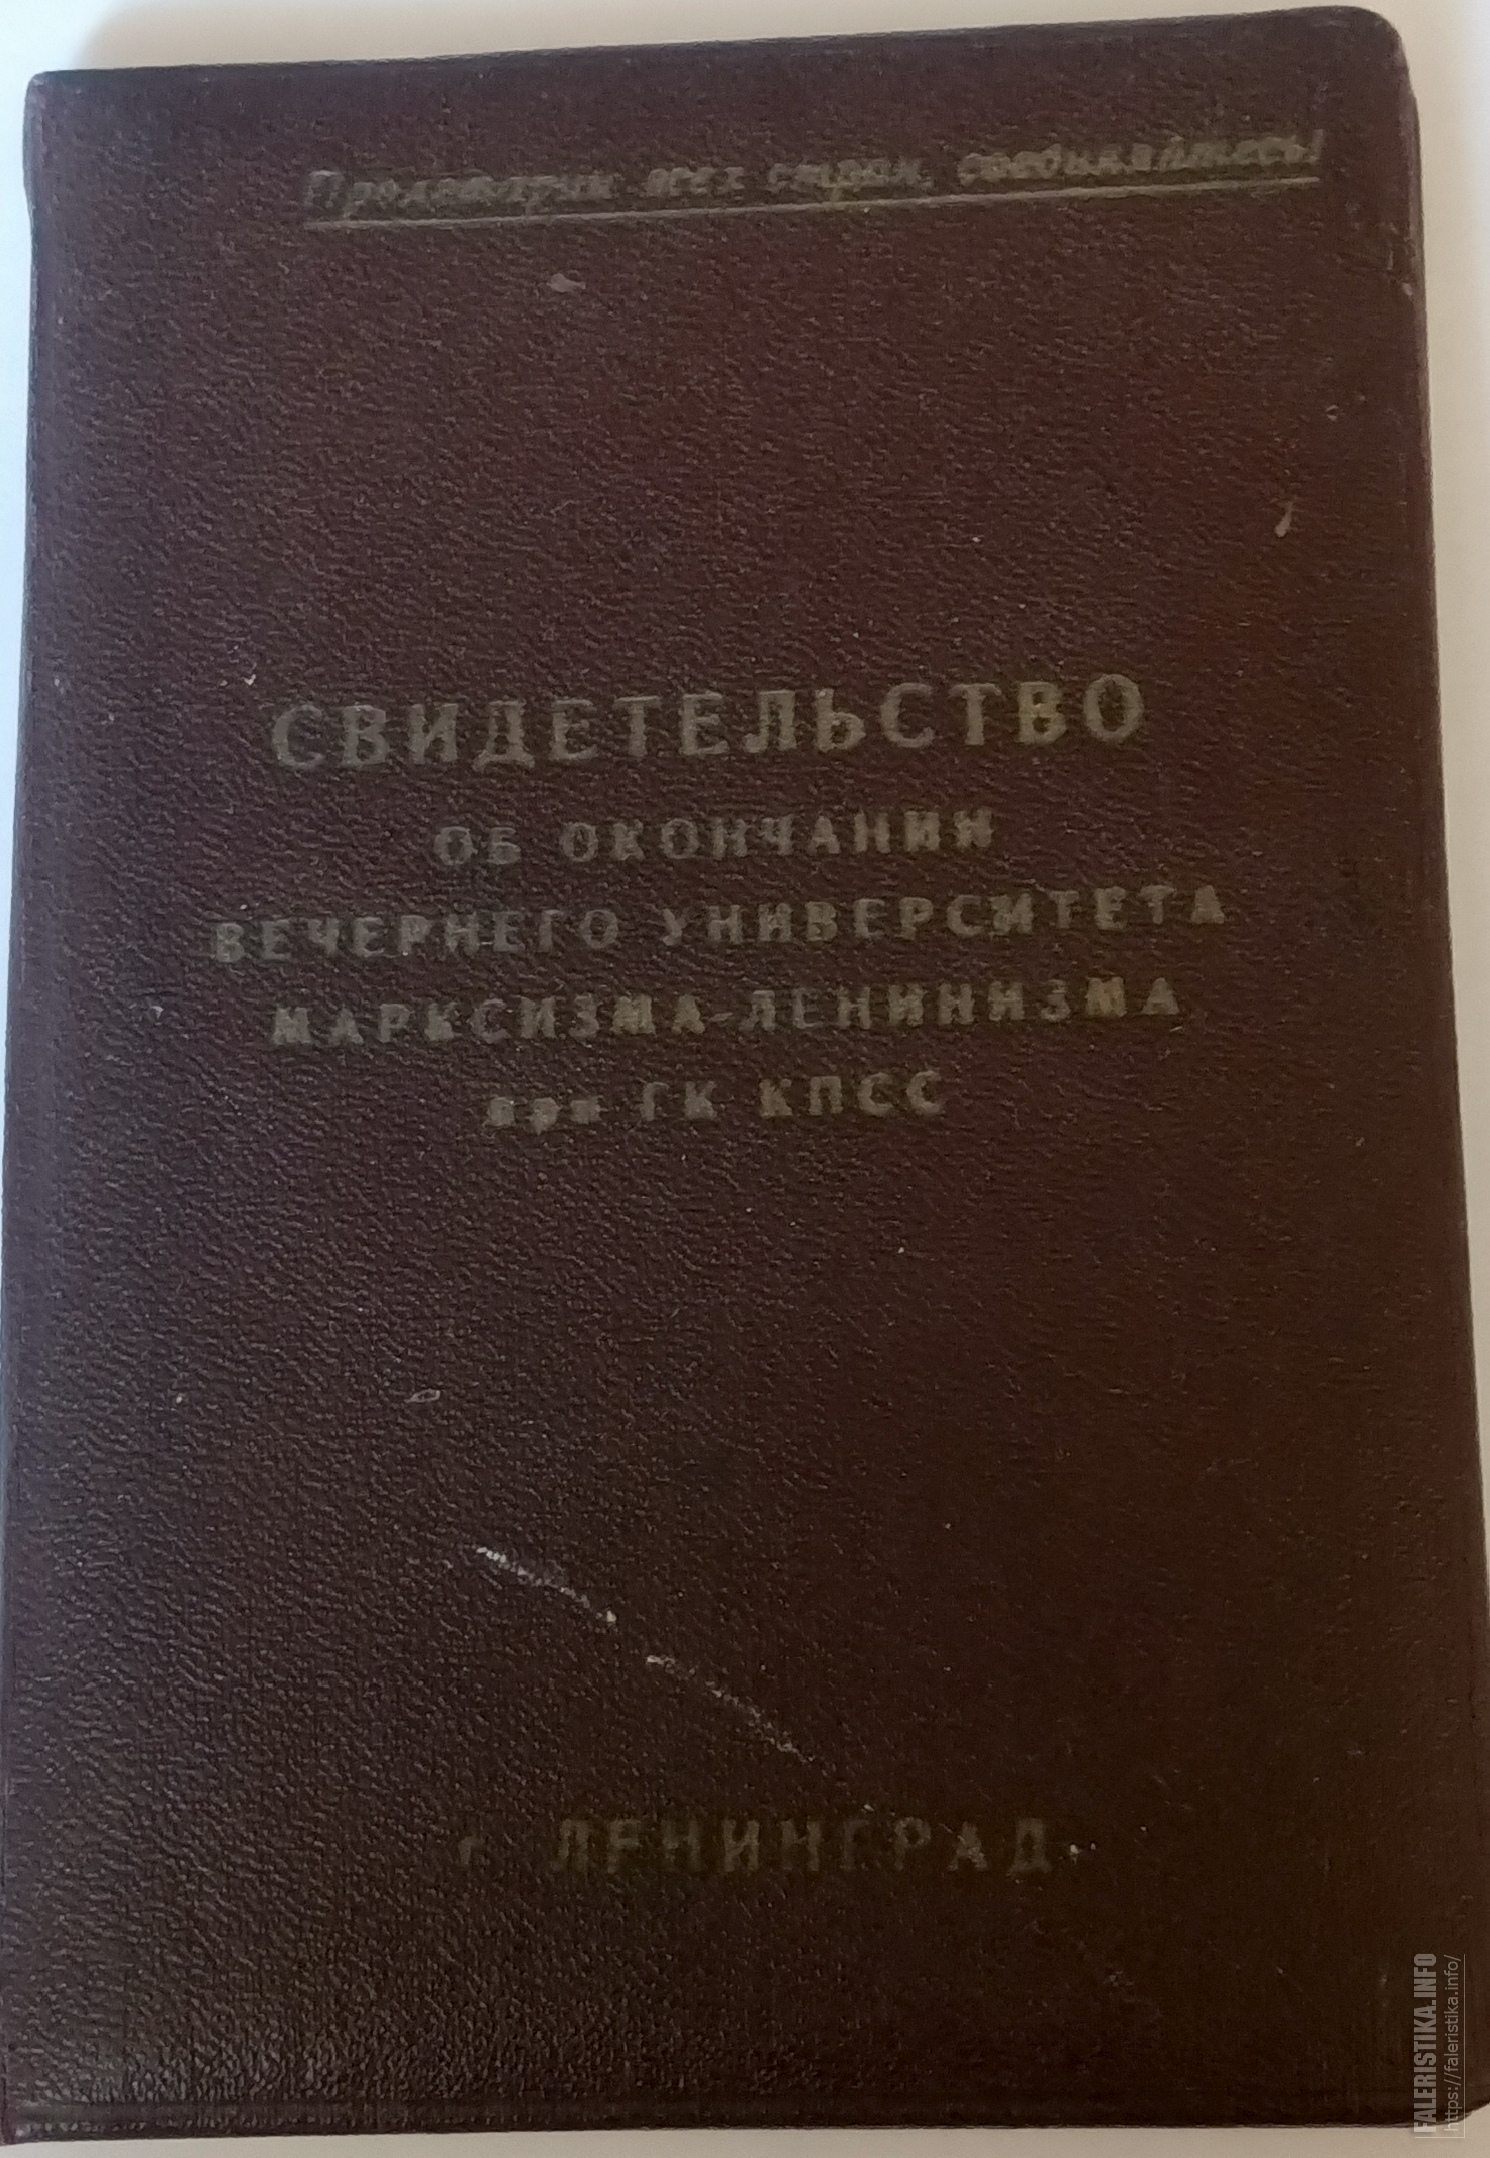 Пролетарии всех стран, соединяйтесь!
СВИДЕТЕЛЬСТВО
ОБ ОКОНЧАНИИ
ВЕЧЕРНЕГО УНИВЕРСИТЕТА
МАРКСИЗМА-ЛЕНИНИЗМА
при ГК КПСС
г. ЛЕНИНГРАД.
FALERISTIKA.INFO
https://faleristika.info/